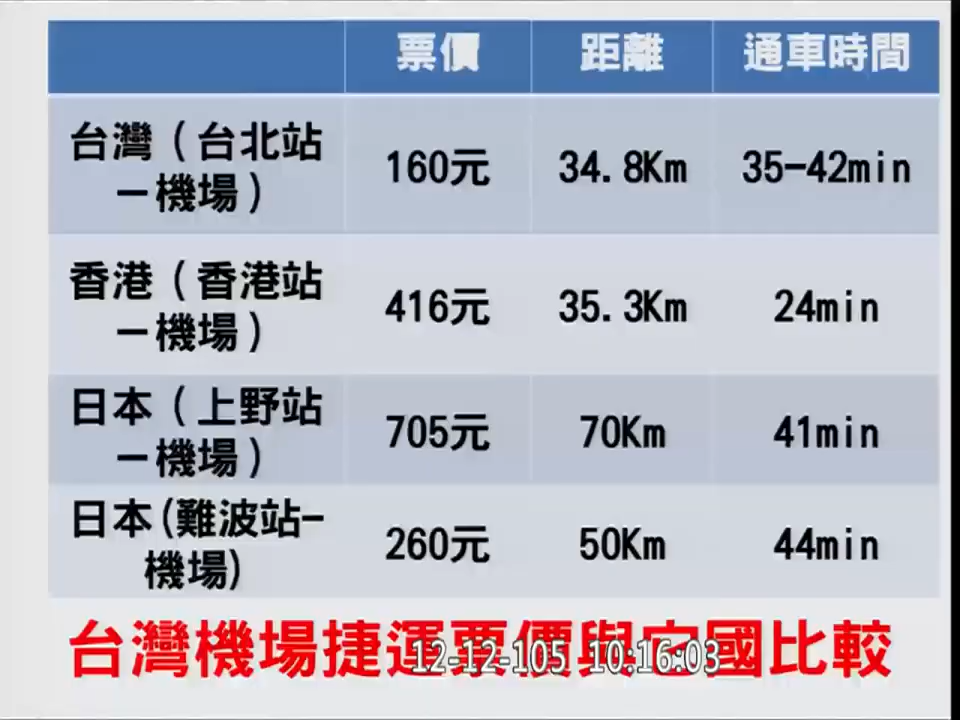 票價 距離 通車時間
台灣（台北站
－機場） 160元 34.8Km 35-42min
香港（香港站
－機場） 416元 35.3Km 24min
日本（上野站
－機場） 705元 70Km 41min
日本(難波站-
機場) 260元 50Km 44min
台灣機場捷運票價與它國比較
12-12-105 10:16:03